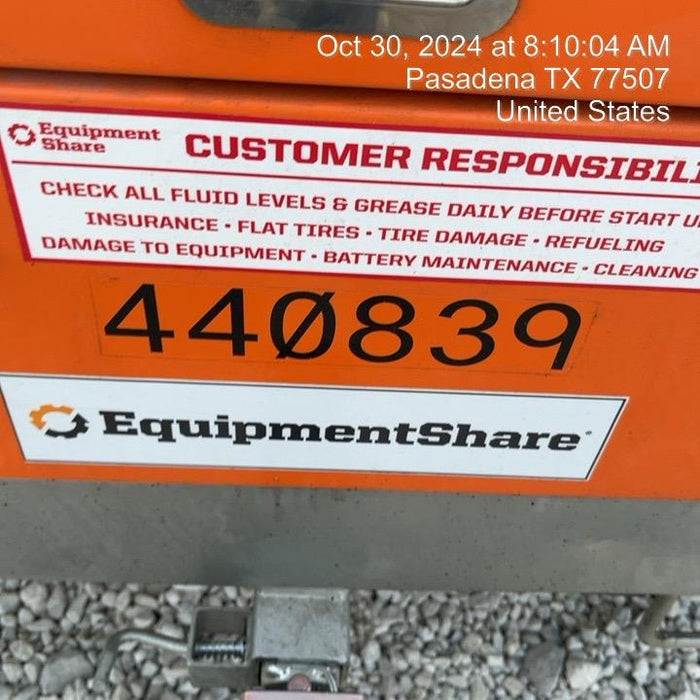 Oct 30, 2024 at 8:10:04 AM
Pasadena TX 77507
United States
Equipment
Share
CUSTOMER RESPONSIBILI
CHECK ALL FLUID LEVELS & GREASE DAILY BEFORE START U
INSURANCE • FLAT TIRES • TIRE DAMAGE • REFUELING
DAMAGE TO EQUIPMENT • BATTERY MAINTENANCE • CLEANING
440839
EquipmentShare